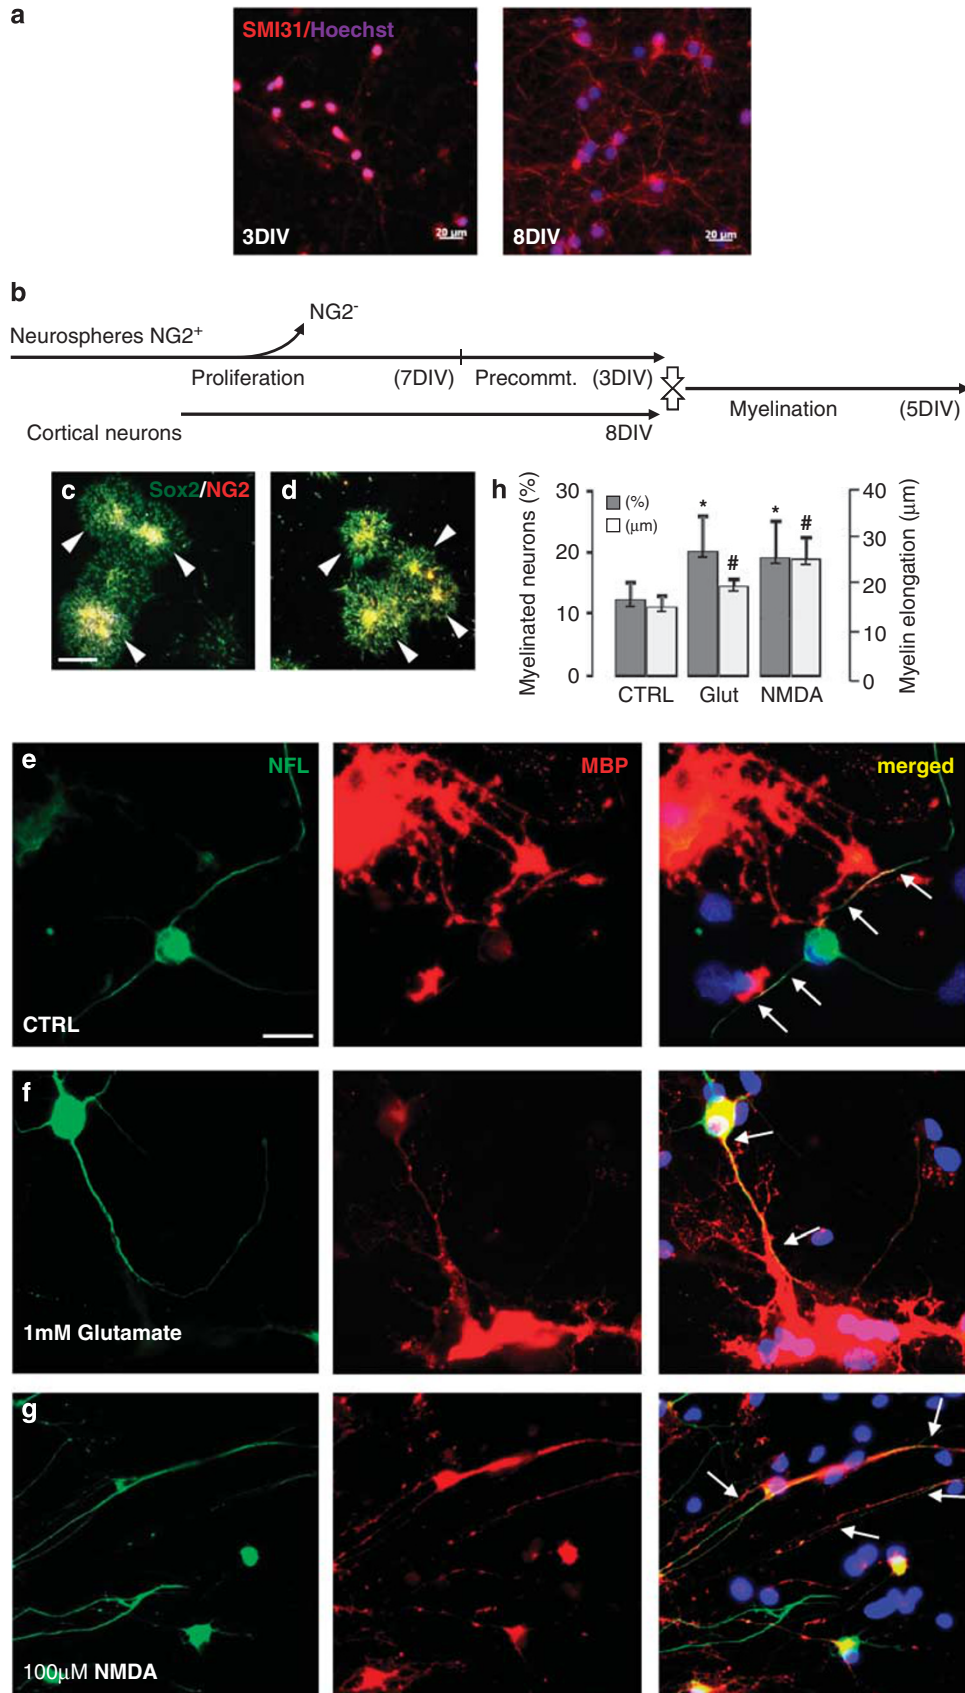 a
SMI31/Hoechst
3DIV
20 µm
8DIV
20 µm
b
Neurospheres NG2⁺
NG2⁻
Proliferation
(7DIV)
Precommt.
(3DIV)
Cortical neurons
8DIV
Myelination
(5DIV)
c
Sox2/NG2
d
h
Myelinated neurons (%)
30
20
10
0
(%)
(µm)
*
#
*
#
CTRL
Glut
NMDA
40
30
20
10
0
Myelin elongation (µm)
e
NFL
MBP
merged
CTRL
f
1mM Glutamate
g
100µM NMDA